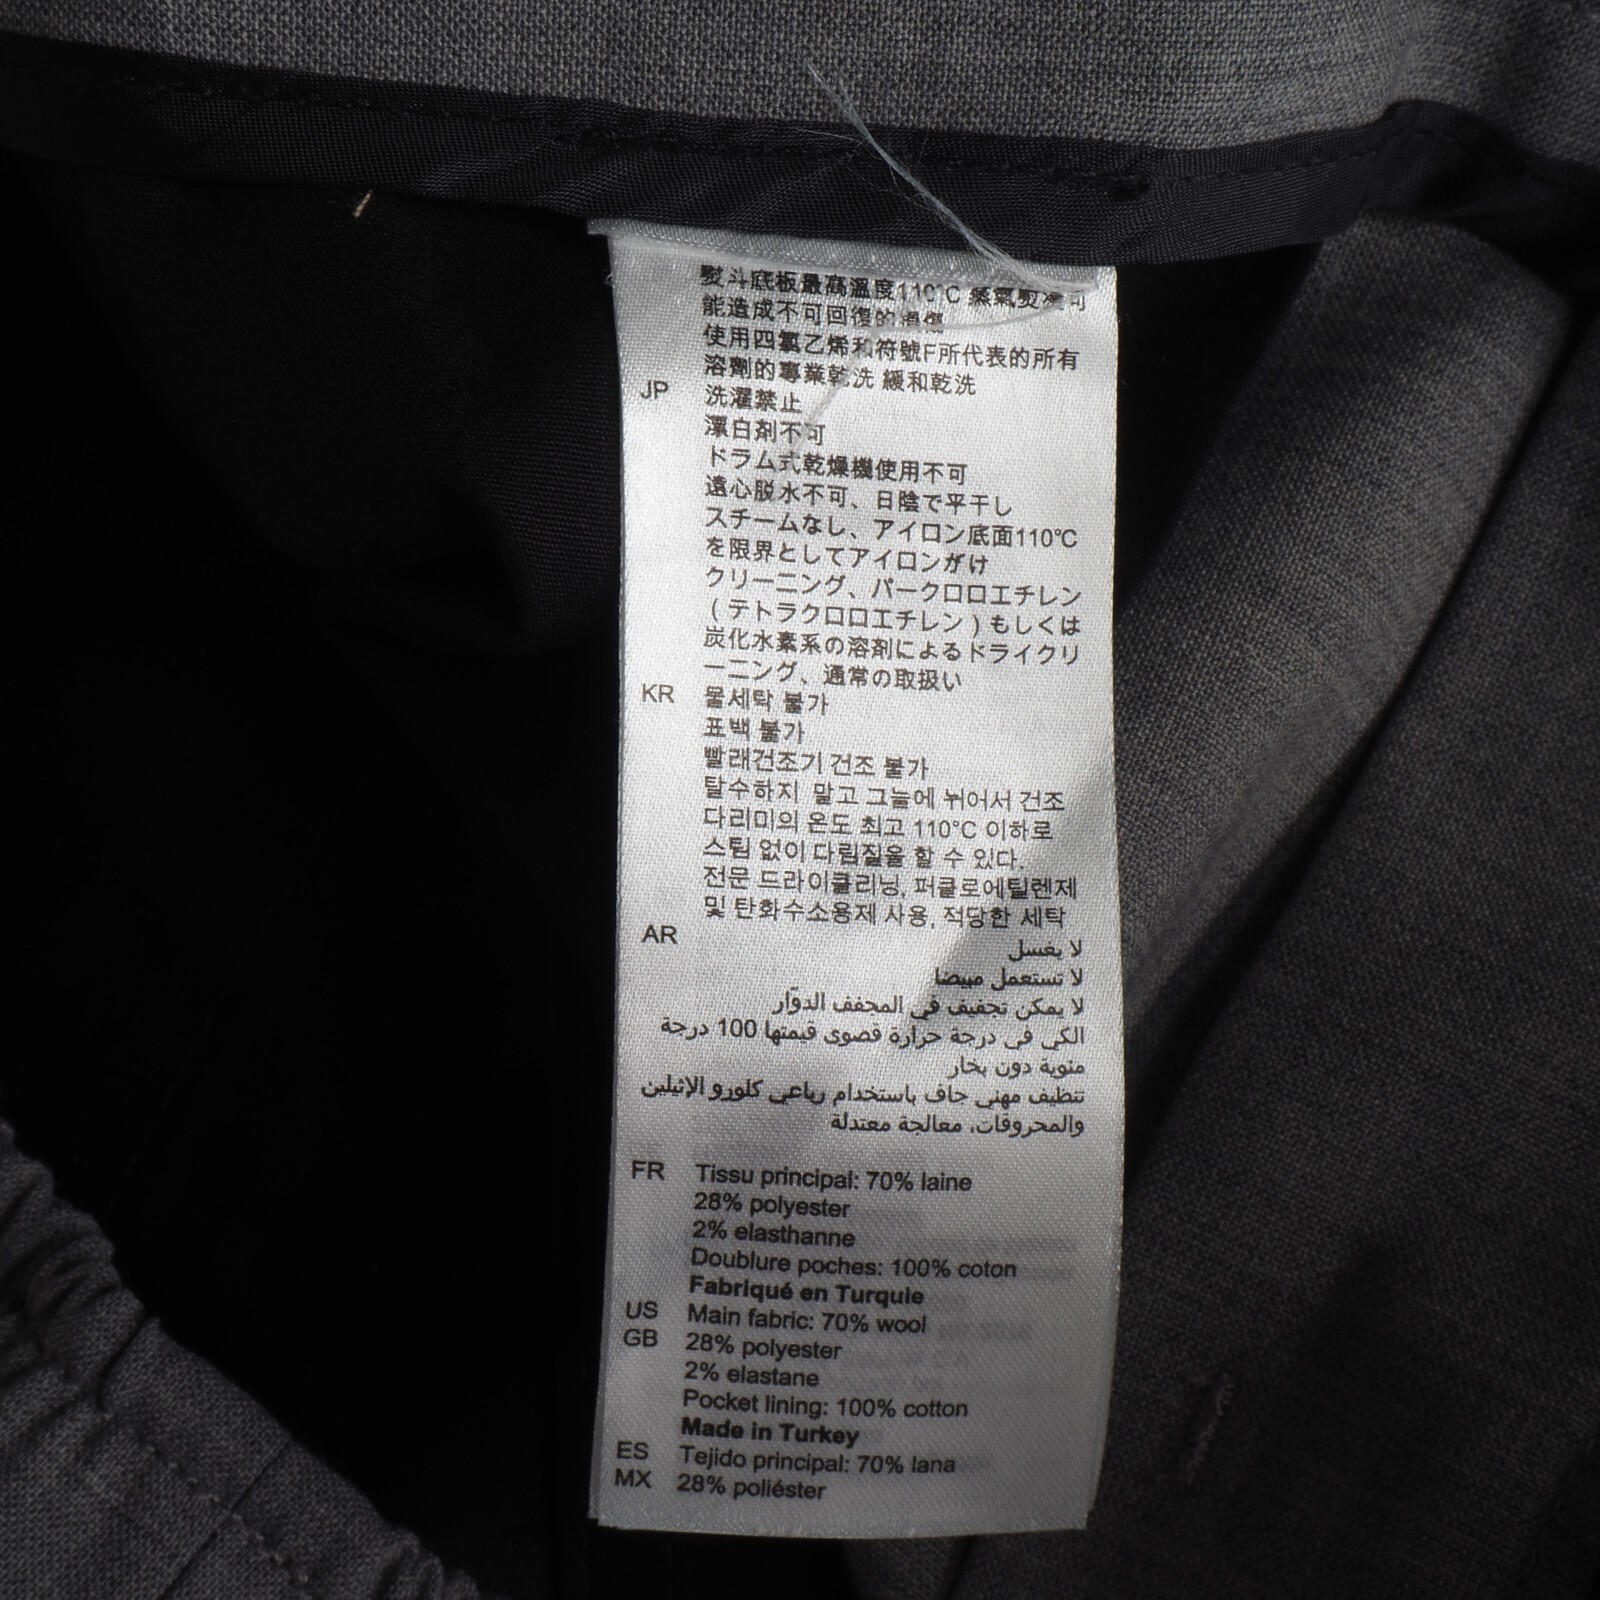 熨斗底板最高溫度110°C 蒸氣熨燙可
能造成不可回復的損傷
使用四氯乙烯和符號F所代表的所有
溶劑的專業乾洗 緩和乾洗
JP 洗濯禁止
漂白剤不可
ドラム式乾燥機使用不可
遠心脱水不可、日陰で平干し
スチームなし、アイロン底面110℃
を限界としてアイロンがけ
クリーニング、パークロロエチレン
(テトラクロロエチレン)もしくは
炭化水素系の溶剤によるドライクリ
ーニング、通常の取扱い
KR 물세탁 불가
표백 불가
빨래건조기 건조 불가
탈수하지 말고 그늘에 뉘어서 건조
다리미의 온도 최고 110°C 이하로
스팀 없이 다림질을 할 수 있다.
전문 드라이클리닝, 퍼클로에틸렌제
및 탄화수소용제 사용, 적당한 세탁
AR لا يغسل
لا تستعمل مبيضا
لا يمكن تجفيف في المجفف الدوّار
الكي في درجة حرارة قصوى قيمتها 100 درجة
مئوية دون بخار
تنظيف مهني جاف باستخدام رباعي كلورو الإثيلين
والمحروقات، معالجة معتدلة
FR Tissu principal: 70% laine
28% polyester
2% elasthanne
Doublure poches: 100% coton
Fabriqué en Turquie
US Main fabric: 70% wool
GB 28% polyester
2% elastane
Pocket lining: 100% cotton
Made in Turkey
ES Tejido principal: 70% lana
MX 28% poliéster